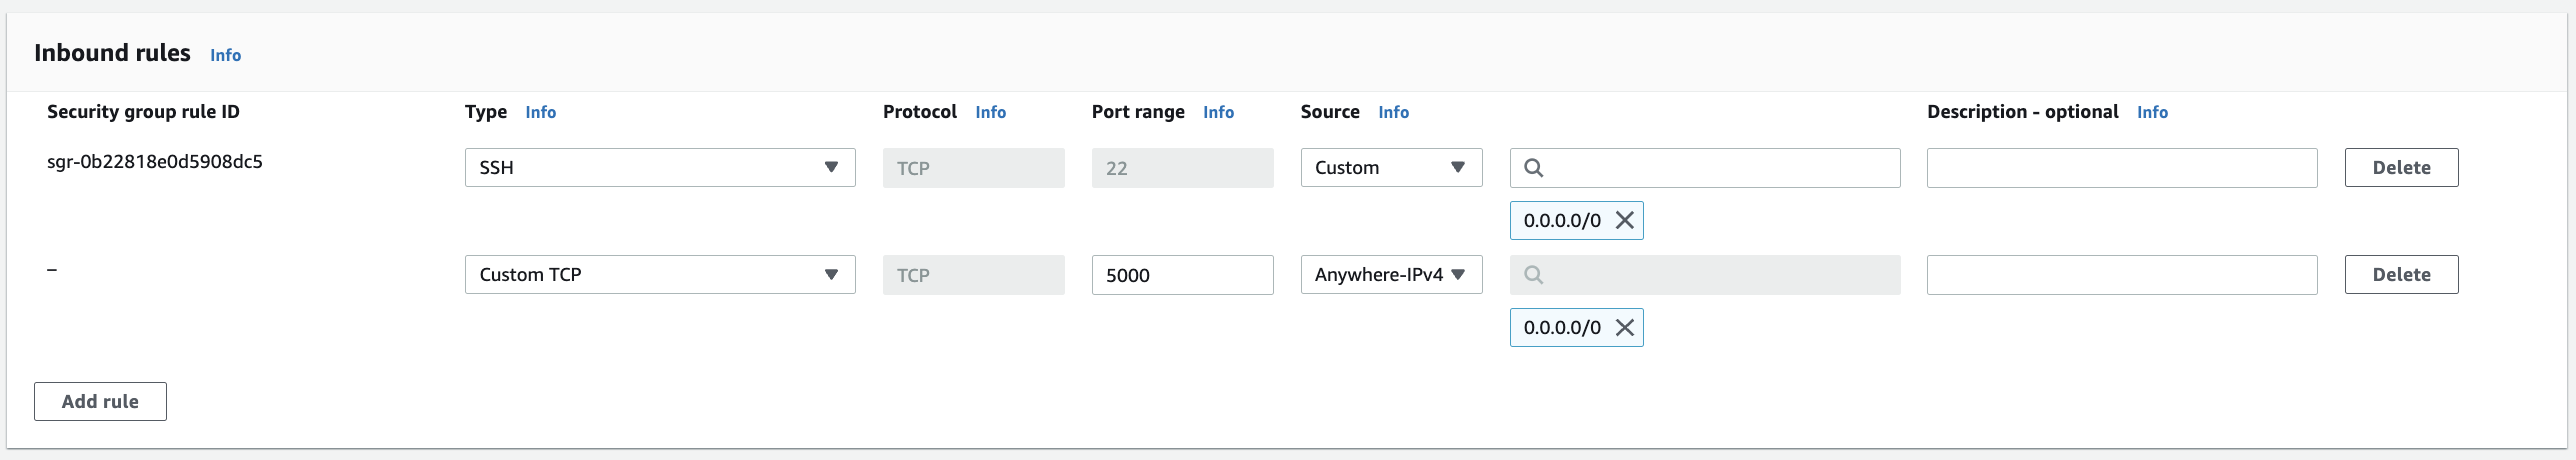 Inbound rules Info
Security group rule ID Type Info Protocol Info Port range Info Source Info Description - optional Info
sgr-0b22818e0d5908dc5 SSH TCP 22 Custom Delete
0.0.0.0/0
– Custom TCP TCP 5000 Anywhere-IPv4 Delete
0.0.0.0/0
Add rule